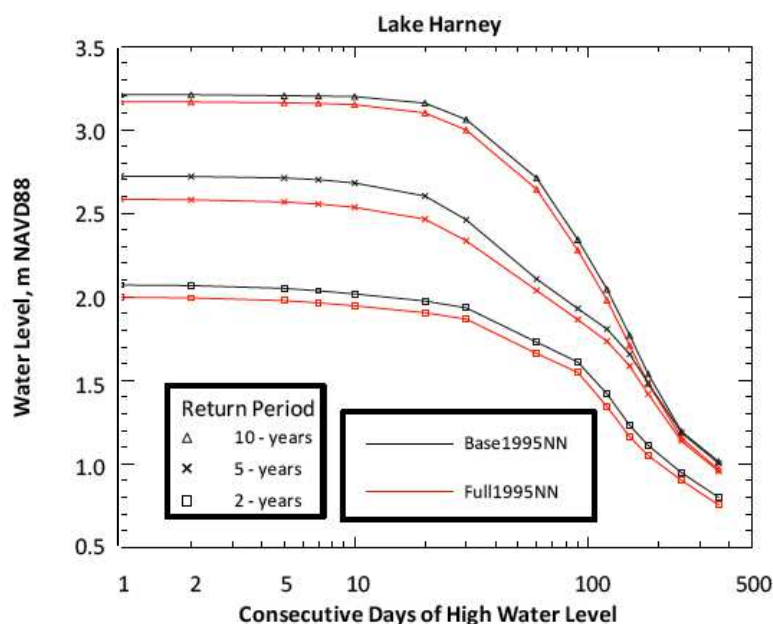 Lake Harney
3.5
3.0
2.5
2.0
1.5
1.0
0.5
Water Level, m NAVD88
Return Period
10 - years
5 - years
2 - years
Base1995NN
Full1995NN
1 2 5 10 20 50 100 500
Consecutive Days of High Water Level